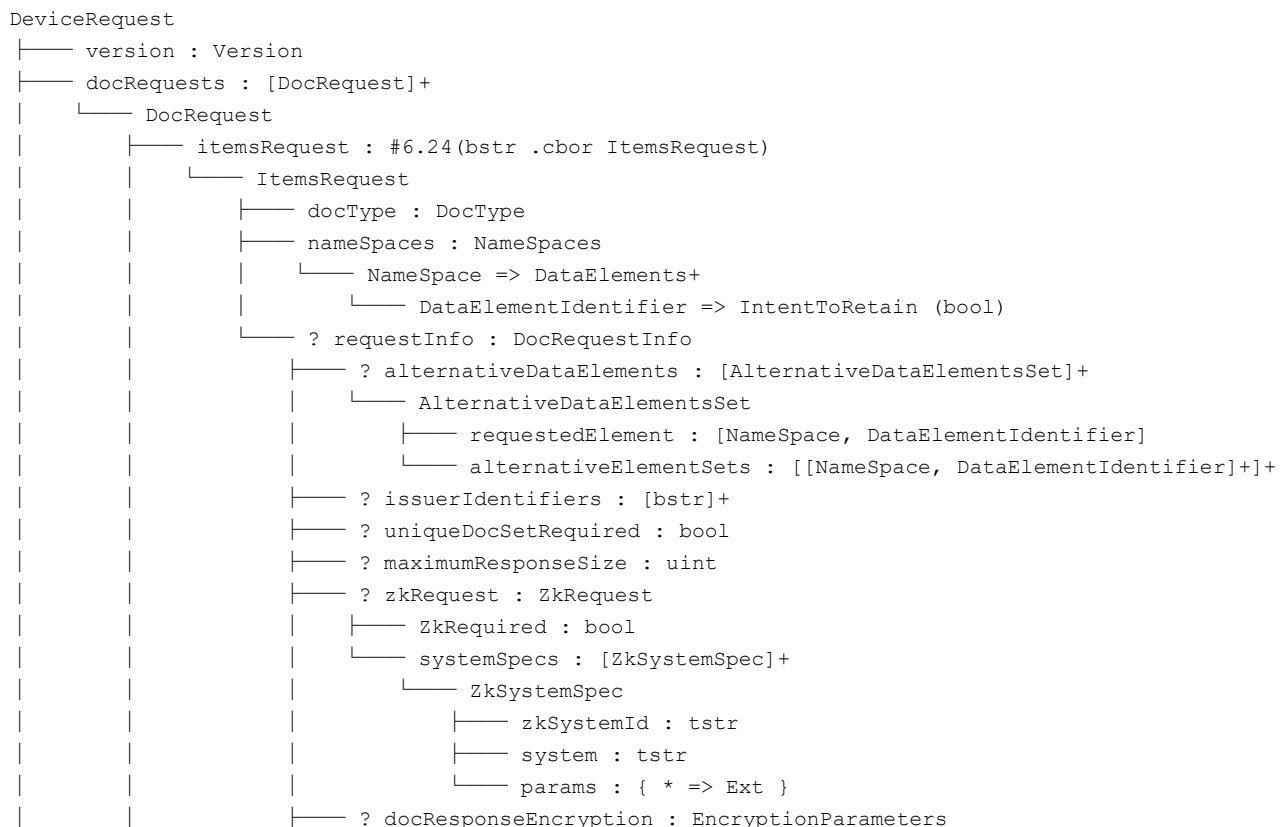 DeviceRequest
├── version : Version
├── docRequests : [DocRequest]+
│   └── DocRequest
│       ├── itemsRequest : #6.24(bstr .cbor ItemsRequest)
│       │   └── ItemsRequest
│       │       ├── docType : DocType
│       │       ├── nameSpaces : NameSpaces
│       │       │   └── NameSpace => DataElements+
│       │       │       └── DataElementIdentifier => IntentToRetain (bool)
│       │       └── ? requestInfo : DocRequestInfo
│       │           ├── ? alternativeDataElements : [AlternativeDataElementsSet]+
│       │           │   └── AlternativeDataElementsSet
│       │           │       ├── requestedElement : [NameSpace, DataElementIdentifier]
│       │           │       └── alternativeElementSets : [[NameSpace, DataElementIdentifier]+]+
│       │           ├── ? issuerIdentifiers : [bstr]+
│       │           ├── ? uniqueDocSetRequired : bool
│       │           ├── ? maximumResponseSize : uint
│       │           ├── ? zkRequest : ZkRequest
│       │           │   ├── ZkRequired : bool
│       │           │   └── systemSpecs : [ZkSystemSpec]+
│       │           │       └── ZkSystemSpec
│       │           │           ├── zkSystemId : tstr
│       │           │           ├── system : tstr
│       │           │           └── params : { * => Ext }
│       │           ├── ? docResponseEncryption : EncryptionParameters